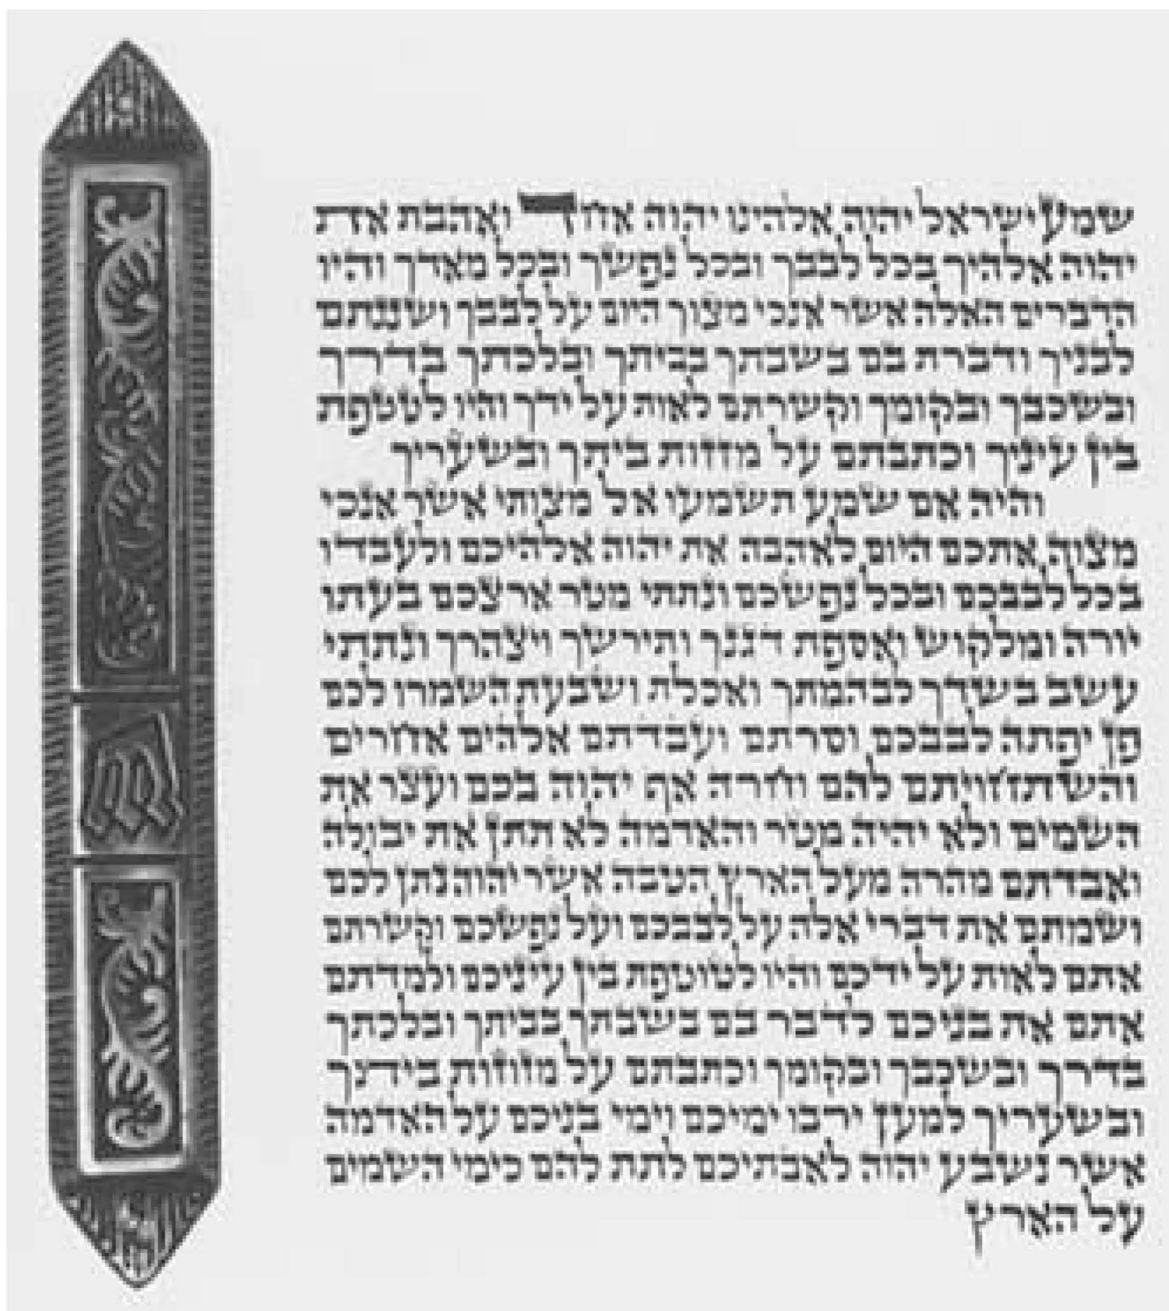 שמע ישראל יהוה אלהינו יהוה אחד ואהבת את
יהוה אלהיך בכל לבבך ובכל נפשך ובכל מאדך והיו
הדברים האלה אשר אנכי מצוך היום על לבבך ושננתם
לבניך ודברת בם בשבתך בביתך ובלכתך בדרך
ובשכבך ובקומך וקשרתם לאות על ידך והיו לטטפת
בין עיניך וכתבתם על מזזות ביתך ובשעריך
והיה אם שמע תשמעו אל מצותי אשר אנכי
מצוה אתכם היום לאהבה את יהוה אלהיכם ולעבדו
בכל לבבכם ובכל נפשכם ונתתי מטר ארצכם בעתו
יורה ומלקוש ואספת דגנך ותירשך ויצהרך ונתתי
עשב בשדך לבהמתך ואכלת ושבעת השמרו לכם
פן יפתה לבבכם וסרתם ועבדתם אלהים אחרים
והשתחויתם להם וחרה אף יהוה בכם ועצר את
השמים ולא יהיה מטר והאדמה לא תתן את יבולה
ואבדתם מהרה מעל הארץ הטבה אשר יהוה נתן לכם
ושמתם את דברי אלה על לבבכם ועל נפשכם וקשרתם
אתם לאות על ידכם והיו לטוטפת בין עיניכם ולמדתם
אתם את בניכם לדבר בם בשבתך בביתך ובלכתך
בדרך ובשכבך ובקומך וכתבתם על מזוזות ביתך
ובשעריך למען ירבו ימיכם וימי בניכם על האדמה
אשר נשבע יהוה לאבתיכם לתת להם כימי השמים
על הארץ